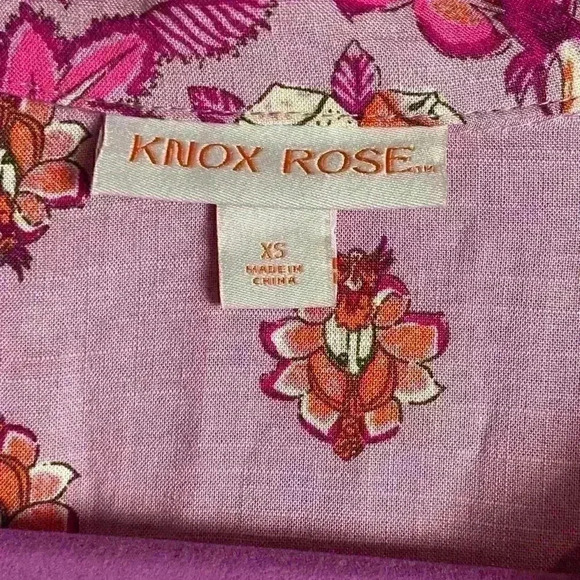 KNOX ROSE™
XS
MADE IN
CHINA